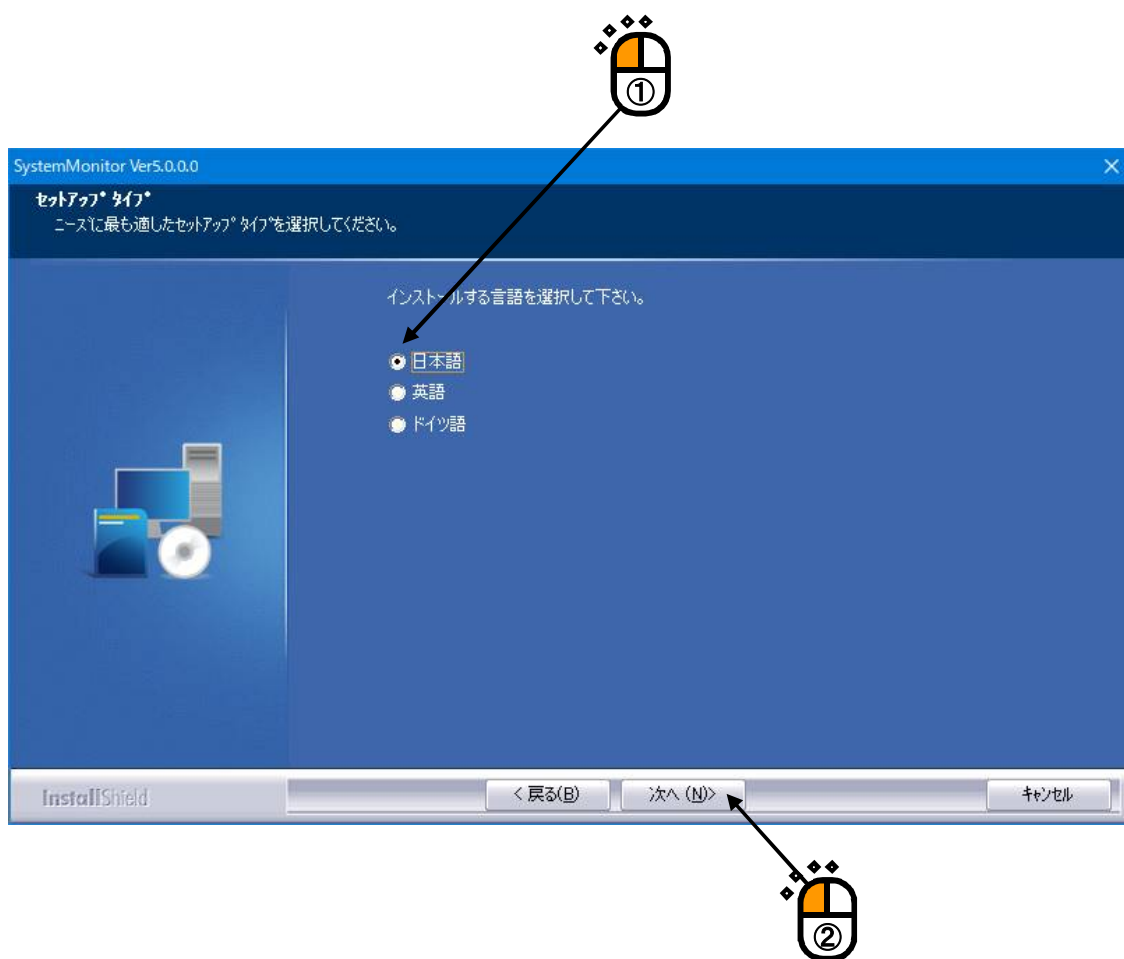 ①
SystemMonitor Ver5.0.0.0
ｾｯﾄｱｯﾌﾟ ﾀｲﾌﾟ
ニーズに最も適したｾｯﾄｱｯﾌﾟ ﾀｲﾌﾟを選択してください。
インストールする言語を選択して下さい。
日本語
英語
ドイツ語
InstallShield
< 戻る(B)
次へ (N)>
ｷｬﾝｾﾙ
②